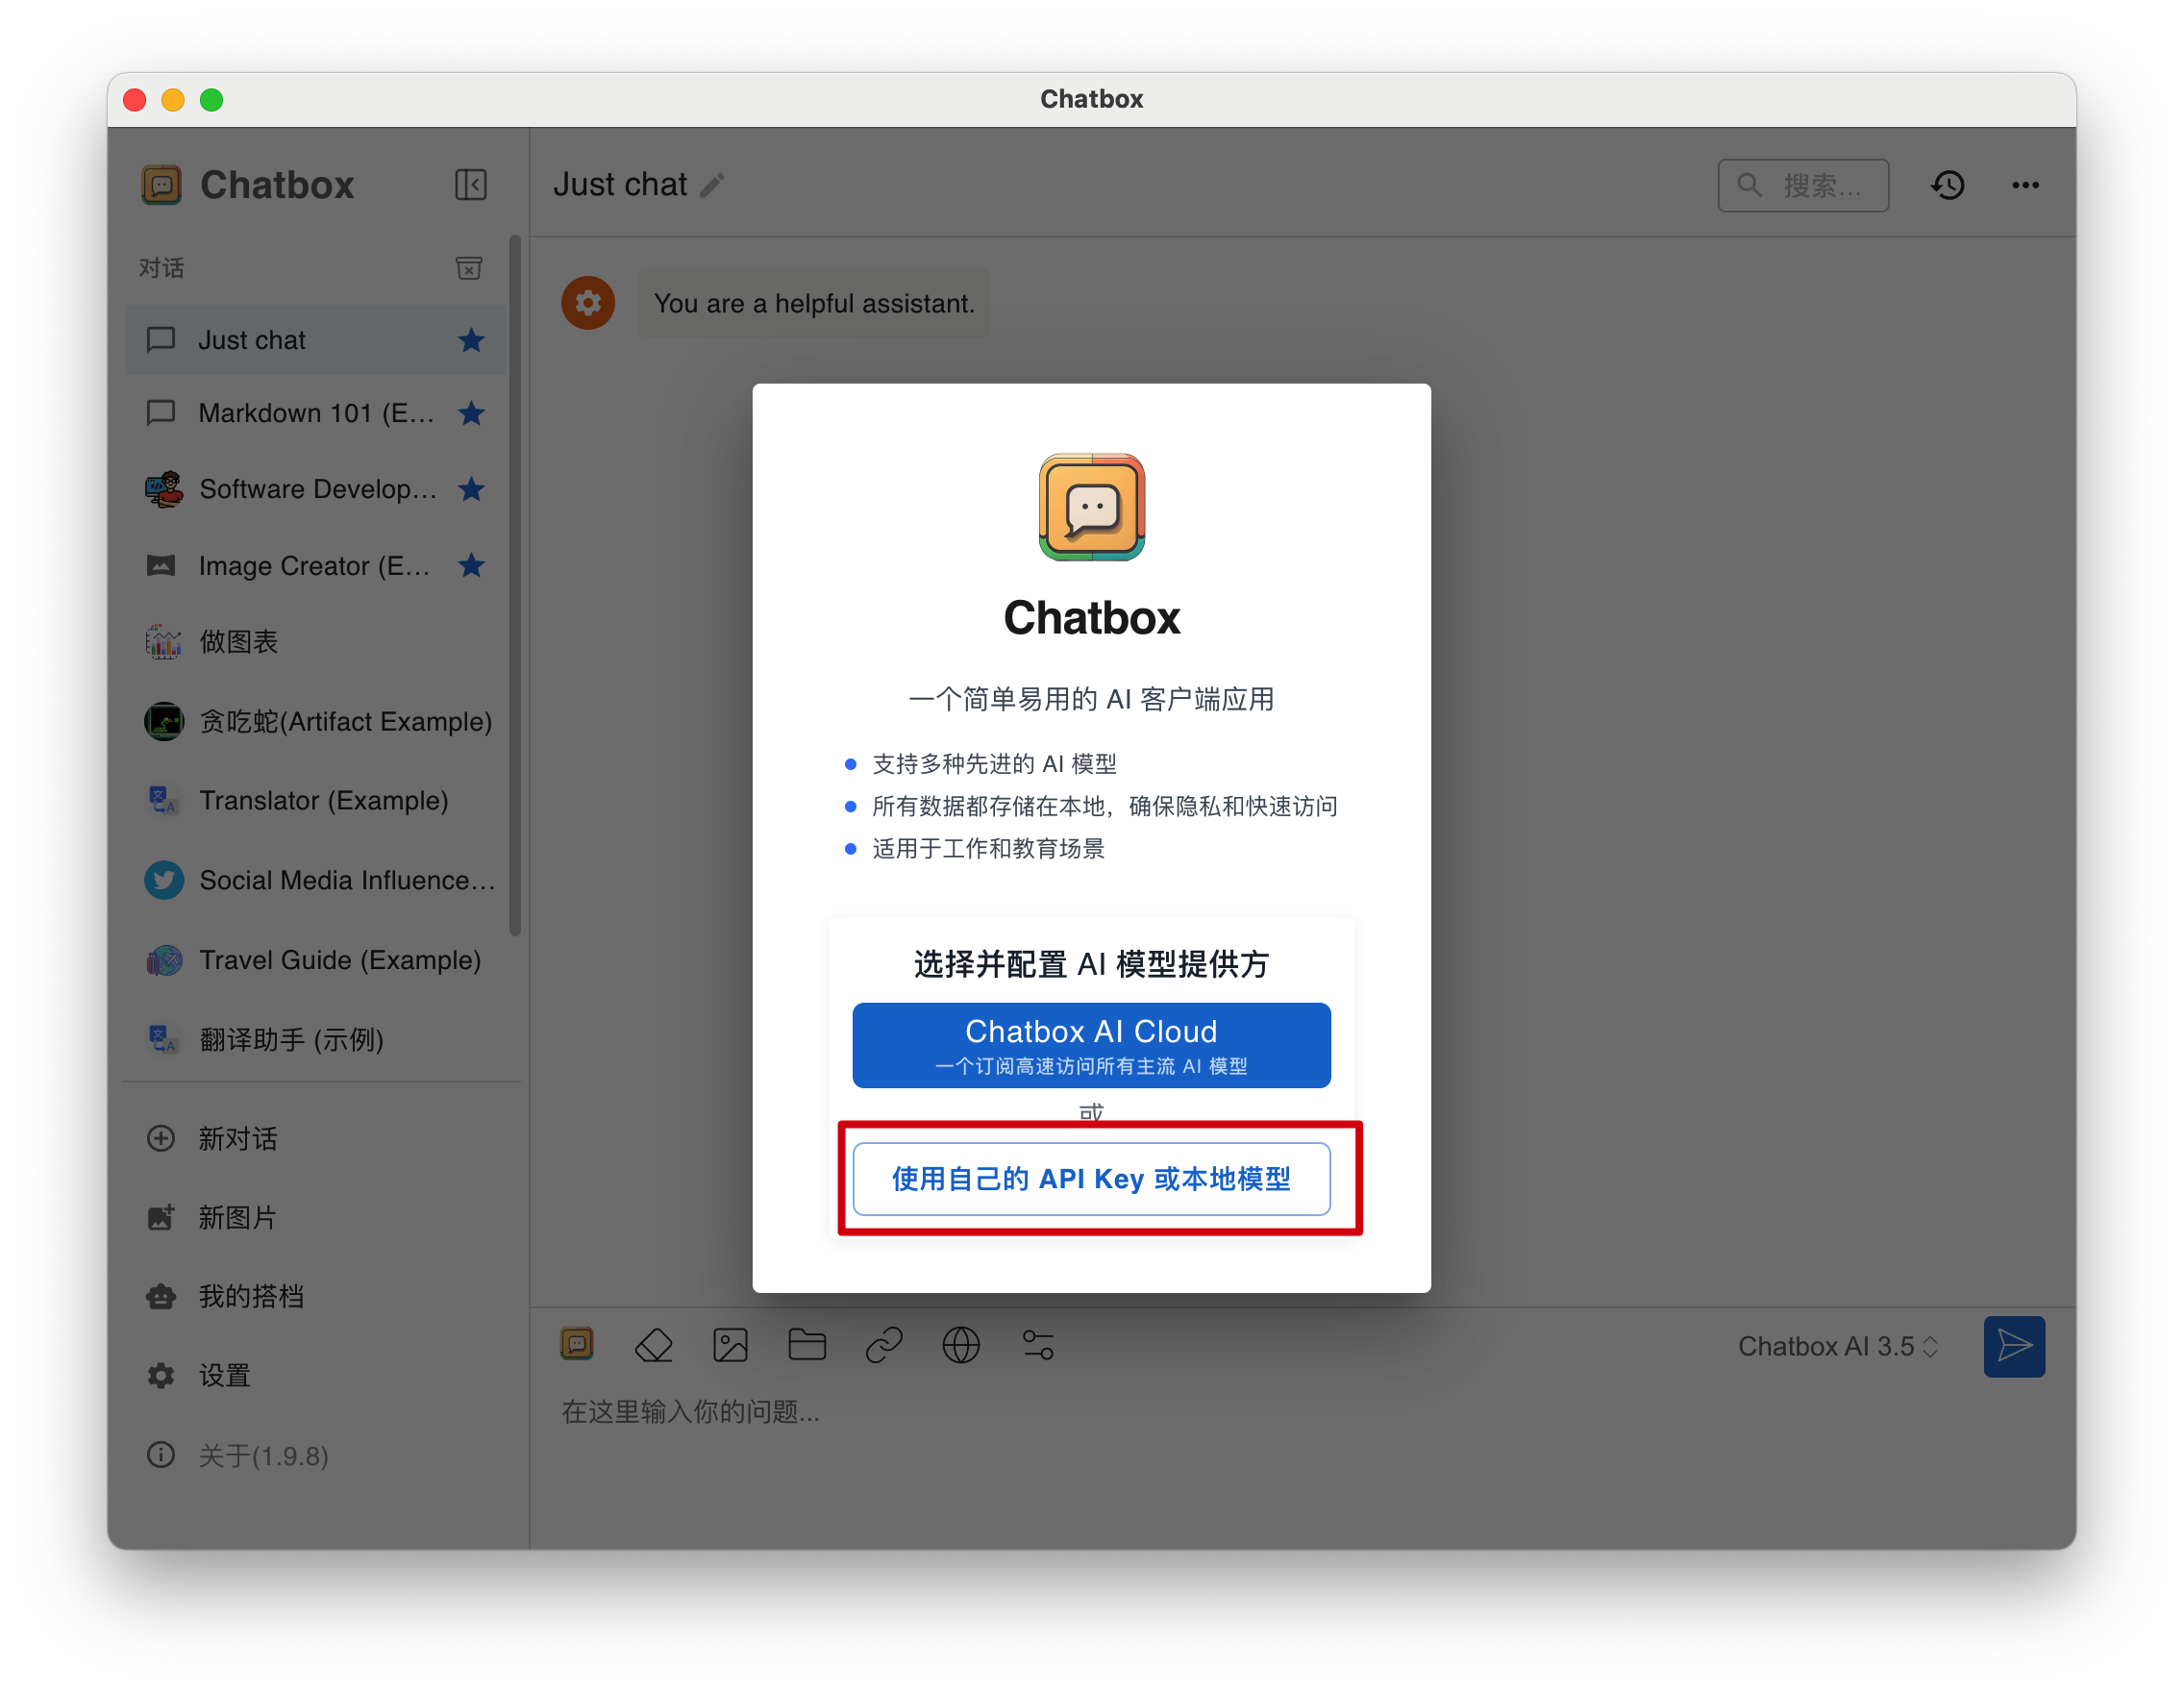 Chatbox
Chatbox
对话
Just chat
Markdown 101 (E...
Software Develop...
Image Creator (E...
做图表
贪吃蛇(Artifact Example)
Translator (Example)
Social Media Influence...
Travel Guide (Example)
翻译助手 (示例)
新对话
新图片
我的搭档
设置
关于(1.9.8)
Just chat
搜索...
You are a helpful assistant.
Chatbox
一个简单易用的 AI 客户端应用
支持多种先进的 AI 模型
所有数据都存储在本地，确保隐私和快速访问
适用于工作和教育场景
选择并配置 AI 模型提供方
Chatbox AI Cloud
一个订阅高速访问所有主流 AI 模型
或
使用自己的 API Key 或本地模型
Chatbox AI 3.5
在这里输入你的问题...